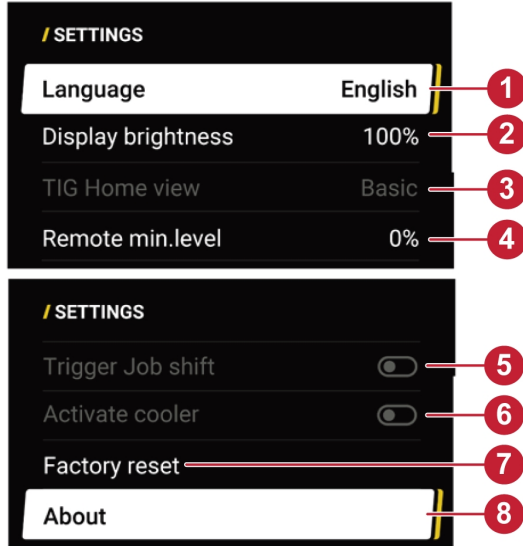 / SETTINGS
Language English 1
Display brightness 100% 2
TIG Home view Basic 3
Remote min.level 0% 4
/ SETTINGS
Trigger Job shift 5
Activate cooler 6
Factory reset 7
About 8